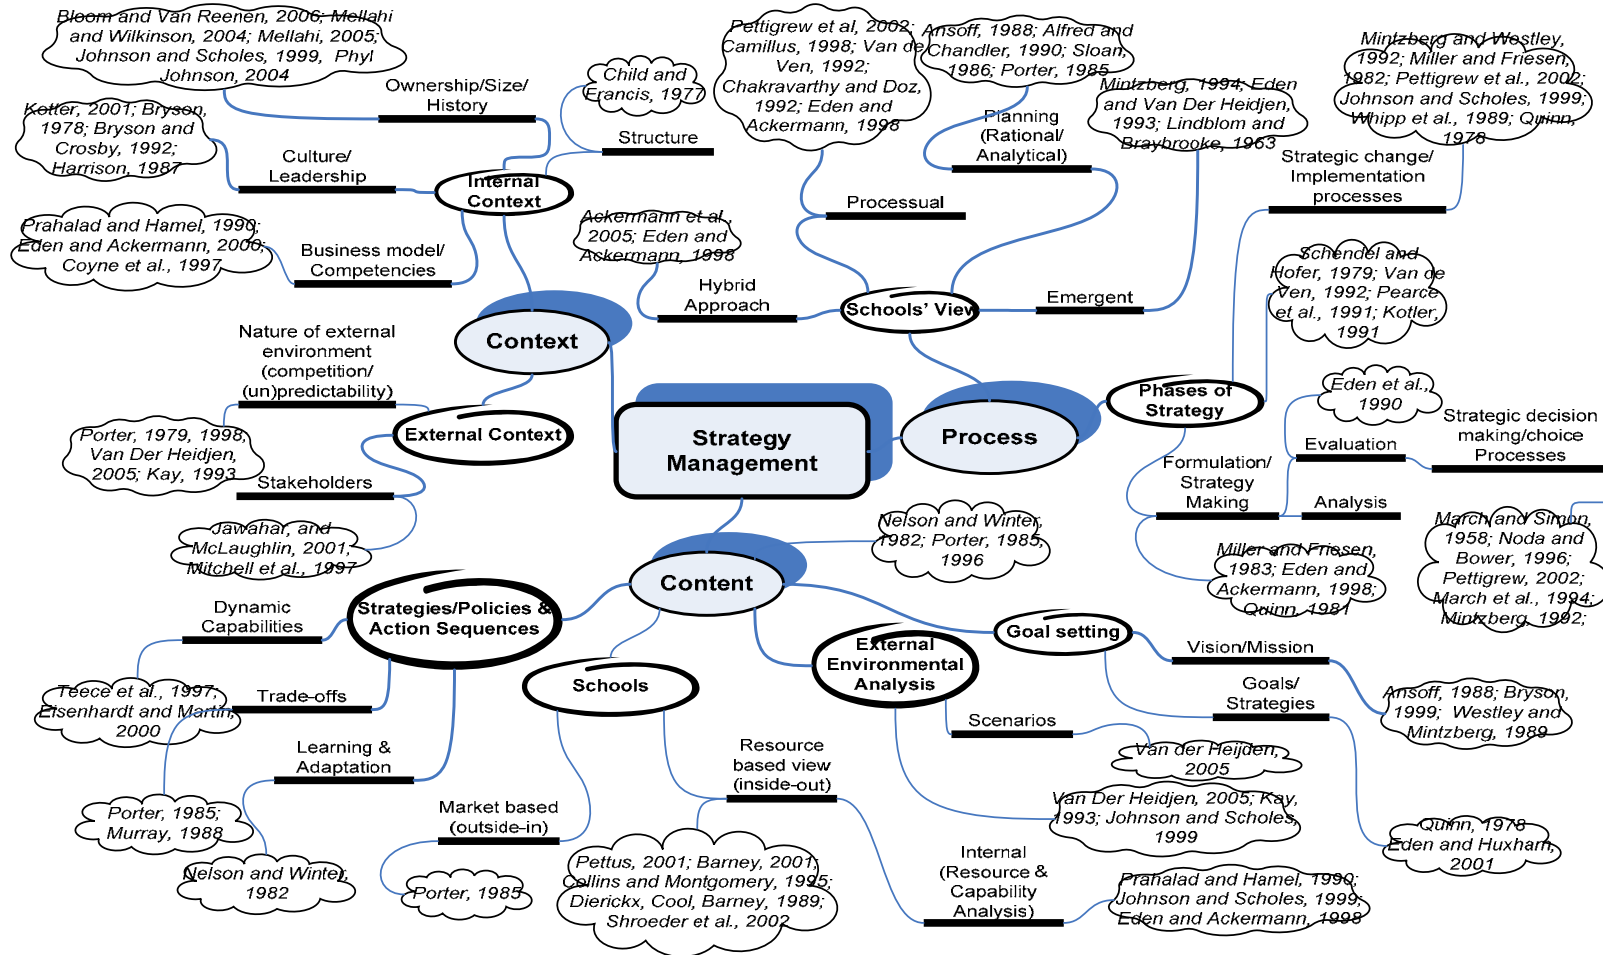 Bloom and Van Reenen, 2006; Mellahi
and Wilkinson, 2004; Mellahi, 2005;
Johnson and Scholes, 1999, Phyl
Johnson, 2004
Ownership/Size/
History
Child and
Francis, 1977
Structure
Kotter, 2001; Bryson,
1978; Bryson and
Crosby, 1992;
Harrison, 1987
Culture/
Leadership
Internal
Context
Prahalad and Hamel, 1990;
Eden and Ackermann, 2000;
Coyne et al., 1997
Business model/
Competencies
Context
Nature of external
environment
(competition/
(un)predictability)
External Context
Porter, 1979, 1998;
Van Der Heidjen,
2005; Kay, 1993
Stakeholders
Jawahar, and
McLaughlin, 2001,
Mitchell et al., 1997
Pettigrew et al, 2002;
Camillus, 1998; Van de
Ven, 1992;
Chakravarthy and Doz,
1992; Eden and
Ackermann, 1998
Processual
Ansoff, 1988; Alfred and
Chandler, 1990; Sloan,
1986; Porter, 1985
Planning
(Rational/
Analytical)
Mintzberg, 1994; Eden
and Van Der Heidjen,
1993; Lindblom and
Braybrooke, 1963
Emergent
Ackermann et al.,
2005; Eden and
Ackermann, 1998
Hybrid
Approach
Schools' View
Mintzberg and Westley,
1992; Miller and Friesen,
1982; Pettigrew et al., 2002;
Johnson and Scholes, 1999;
Whipp et al., 1989; Quinn,
1978
Strategic change/
Implementation
processes
Schendel and
Hofer, 1979; Van de
Ven, 1992; Pearce
et al., 1991; Kotler,
1991
Phases of
Strategy
Process
Strategy
Management
Eden et al.,
1990
Evaluation
Strategic decision
making/choice
Processes
Formulation/
Strategy
Making
Analysis
March and Simon,
1958; Noda and
Bower, 1996;
Pettigrew, 2002;
March et al., 1994;
Mintzberg, 1992;
Miller and Friesen,
1983; Eden and
Ackermann, 1998;
Quinn, 1981
Nelson and Winter,
1982; Porter, 1985,
1996
Content
Strategies/Policies &
Action Sequences
Dynamic
Capabilities
Teece et al., 1997;
Eisenhardt and Martin,
2000
Trade-offs
Porter, 1985;
Murray, 1988
Learning &
Adaptation
Nelson and Winter,
1982
Schools
Market based
(outside-in)
Porter, 1985
Resource
based view
(inside-out)
Pettus, 2001; Barney, 2001;
Collins and Montgomery, 1995;
Dierickx, Cool, Barney, 1989;
Shroeder et al., 2002
Internal
(Resource &
Capability
Analysis)
Prahalad and Hamel, 1990;
Johnson and Scholes, 1999;
Eden and Ackermann, 1998
External
Environmental
Analysis
Scenarios
Van der Heijden,
2005
Van Der Heidjen, 2005; Kay,
1993; Johnson and Scholes,
1999
Goal setting
Vision/Mission
Ansoff, 1988; Bryson,
1999; Westley and
Mintzberg, 1989
Goals/
Strategies
Quinn, 1978
Eden and Huxham,
2001